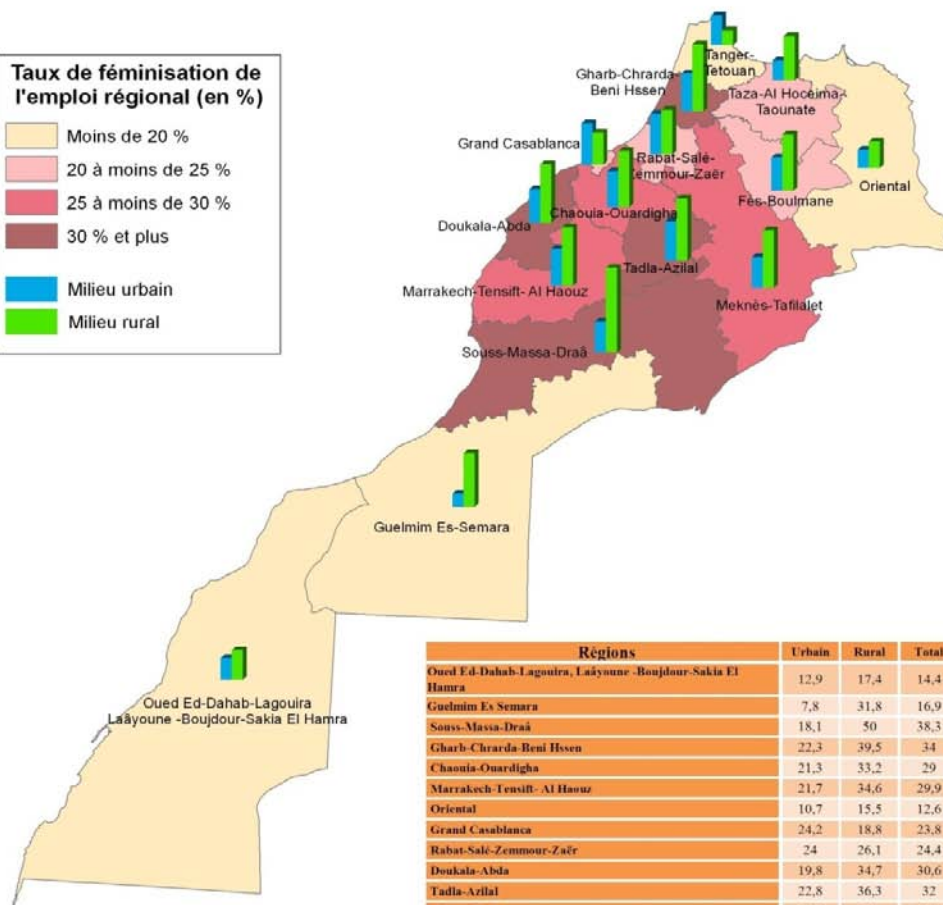 Taux de féminisation de
l'emploi régional (en %)
Moins de 20 %
20 à moins de 25 %
25 à moins de 30 %
30 % et plus
Milieu urbain
Milieu rural
Tanger-
Tetouan
Gharb-Chrarda-
Beni Hssen
Taza-Al Hoceima-
Taounate
Grand Casablanca
Rabat-Salé-
Zemmour-Zaër
Oriental
Fès-Boulmane
Chaouia-Ouardigha
Doukala-Abda
Tadla-Azilal
Marrakech-Tensift- Al Haouz
Meknès-Tafilalet
Souss-Massa-Draâ
Guelmim Es-Semara
Oued Ed-Dahab-Lagouira
Laâyoune -Boujdour-Sakia El Hamra
Régions Urbain Rural Total
Oued Ed-Dahab-Lagouira, Laâyoune -Boujdour-Sakia El
Hamra 12,9 17,4 14,4
Guelmim Es Semara 7,8 31,8 16,9
Souss-Massa-Draâ 18,1 50 38,3
Gharb-Chrarda-Beni Hssen 22,3 39,5 34
Chaouia-Ouardigha 21,3 33,2 29
Marrakech-Tensift- Al Haouz 21,7 34,6 29,9
Oriental 10,7 15,5 12,6
Grand Casablanca 24,2 18,8 23,8
Rabat-Salé-Zemmour-Zaër 24 26,1 24,4
Doukala-Abda 19,8 34,7 30,6
Tadla-Azilal 22,8 36,3 32